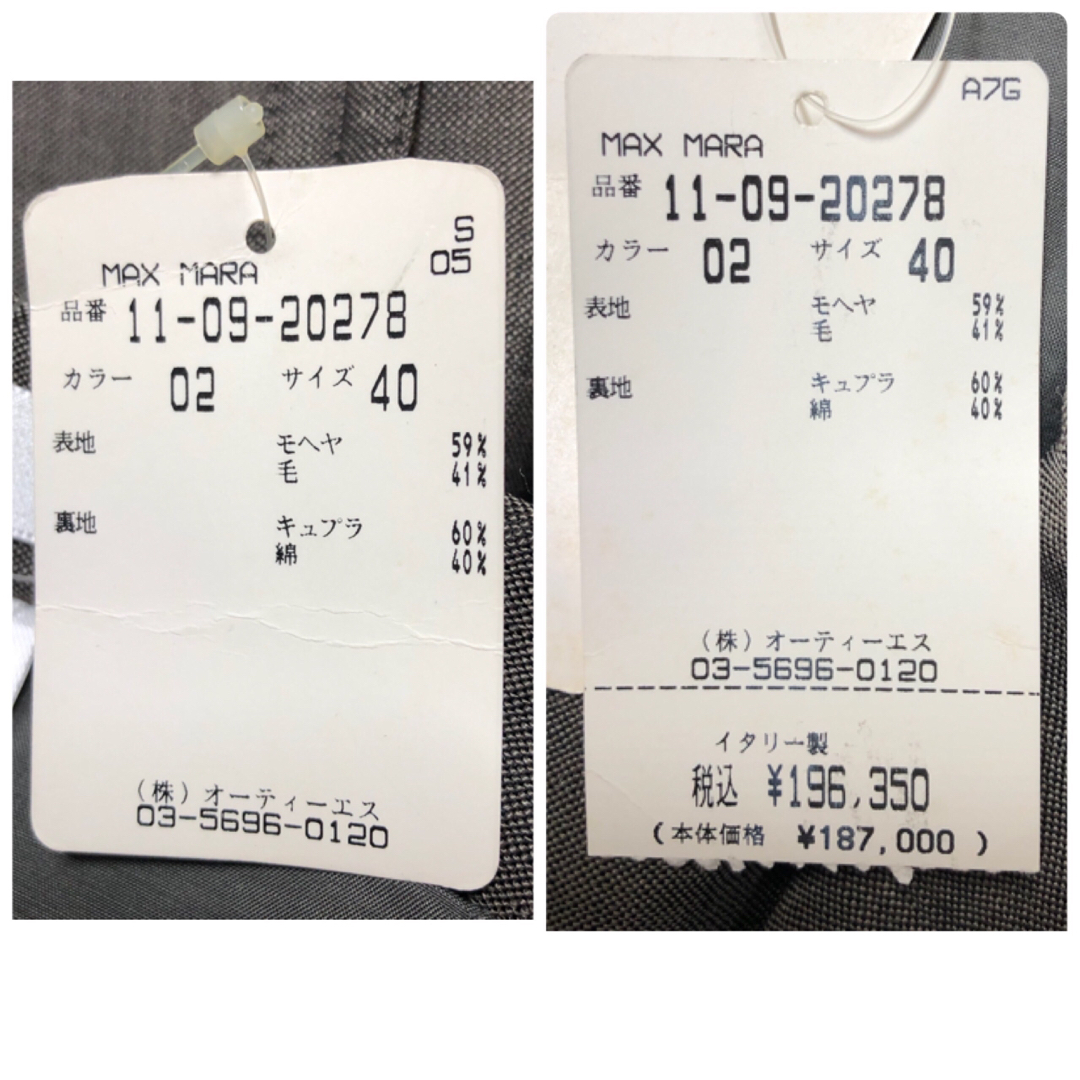 S
05
MAX MARA
品番 11-09-20278
カラー 02 サイズ 40
表地 モヘヤ 59%
毛 41%
裏地 キュプラ 60%
綿 40%
(株)オーティーエス
03-5696-0120
A7G
MAX MARA
品番 11-09-20278
カラー 02 サイズ 40
表地 モヘヤ 59%
毛 41%
裏地 キュプラ 60%
綿 40%
(株)オーティーエス
03-5696-0120
イタリー製
税込 ¥196,350
(本体価格 ¥187,000)